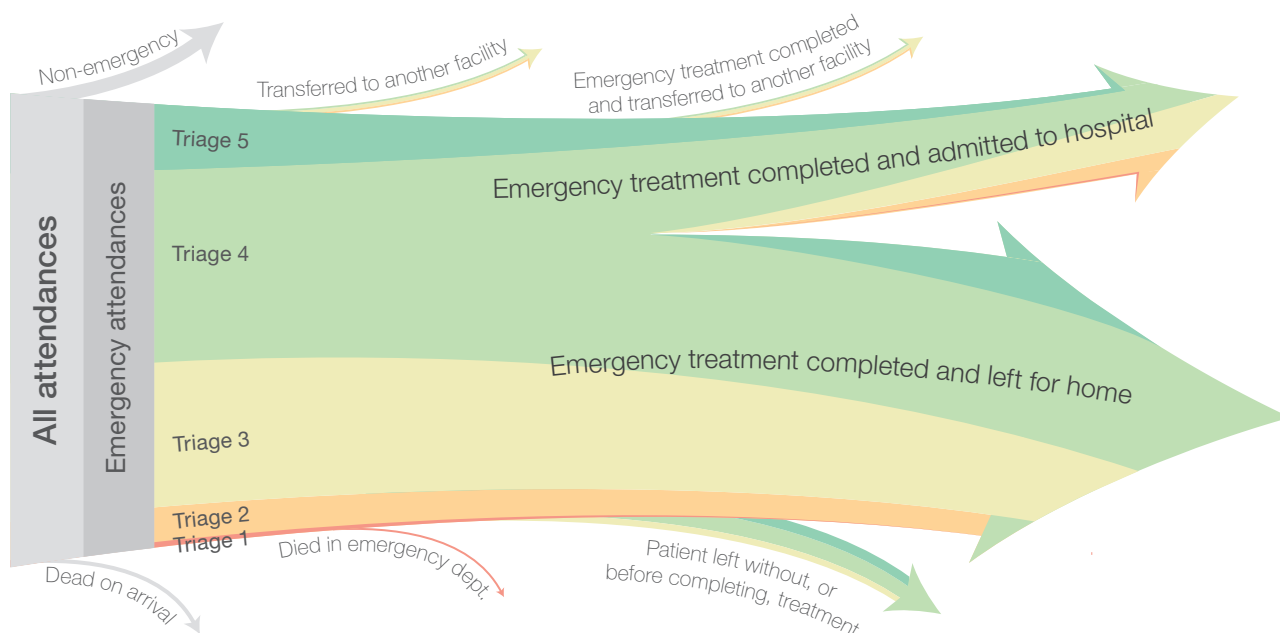 Non-emergency
Transferred to another facility
Emergency treatment completed
and transferred to another facility
All attendances
Emergency attendances
Triage 5
Emergency treatment completed and admitted to hospital
Triage 4
Emergency treatment completed and left for home
Triage 3
Triage 2
Triage 1
Dead on arrival
Died in emergency dept.
Patient left without, or
before completing, treatment